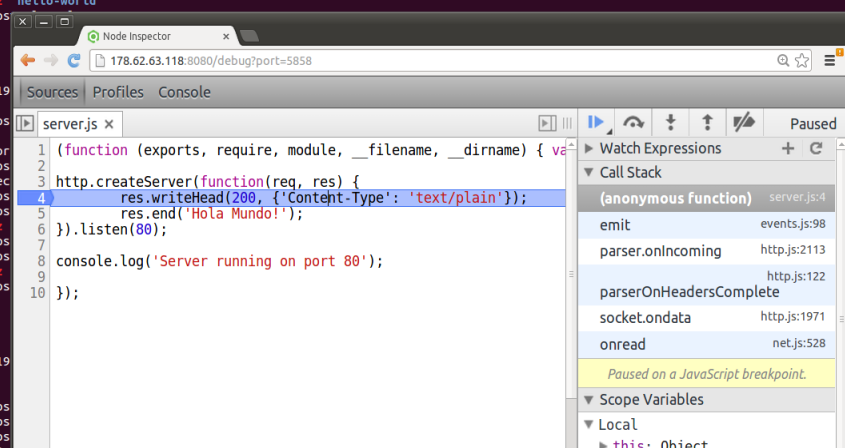 hello-world
Node Inspector
178.62.63.118:8080/debug?port=5858
Sources Profiles Console
server.js
Paused
1 (function (exports, require, module, __filename, __dirname) { va
2
3 http.createServer(function(req, res) {
4 res.writeHead(200, {'Content-Type': 'text/plain'});
5 res.end('Hola Mundo!');
6 }).listen(80);
7
8 console.log('Server running on port 80');
9
10 });
Watch Expressions
Call Stack
(anonymous function) server.js:4
emit events.js:98
parser.onIncoming http.js:2113
http.js:122
parserOnHeadersComplete
socket.ondata http.js:1971
onread net.js:528
Paused on a JavaScript breakpoint.
Scope Variables
Local
this: Object